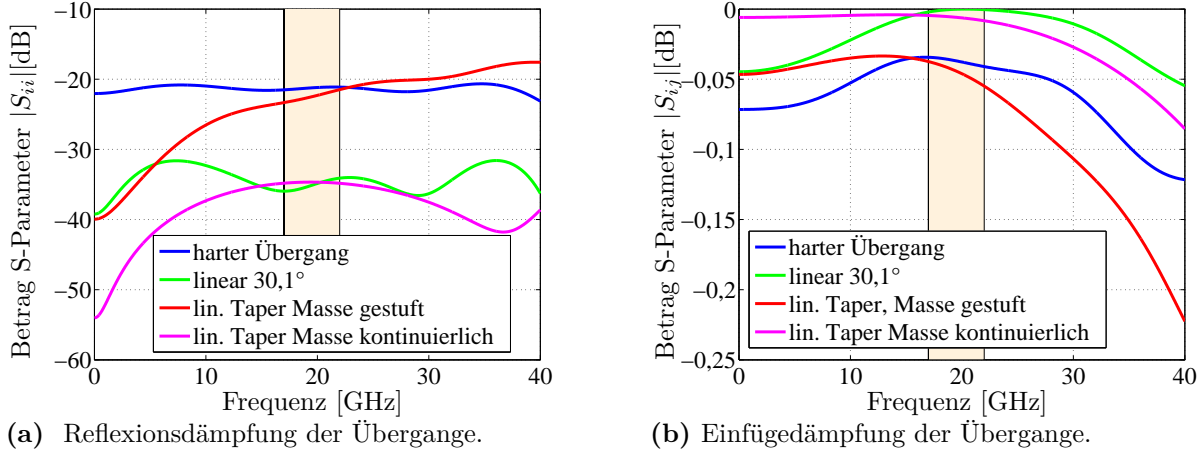 Betrag S-Parameter |S_ii|[dB]
0
−10
−20
−30
−40
−50
−60
harter Übergang
linear 30,1°
lin. Taper Masse gestuft
lin. Taper Masse kontinuierlich
0 10 20 30 40
Frequenz [GHz]
(a) Reflexionsdämpfung der Übergange.
Betrag S-Parameter |S_ij|[dB]
0
−0,05
−0,1
−0,15
−0,2
−0,25
harter Übergang
linear 30,1°
lin. Taper, Masse gestuft
lin. Taper Masse kontinuierlich
0 10 20 30 40
Frequenz [GHz]
(b) Einfügedämpfung der Übergange.